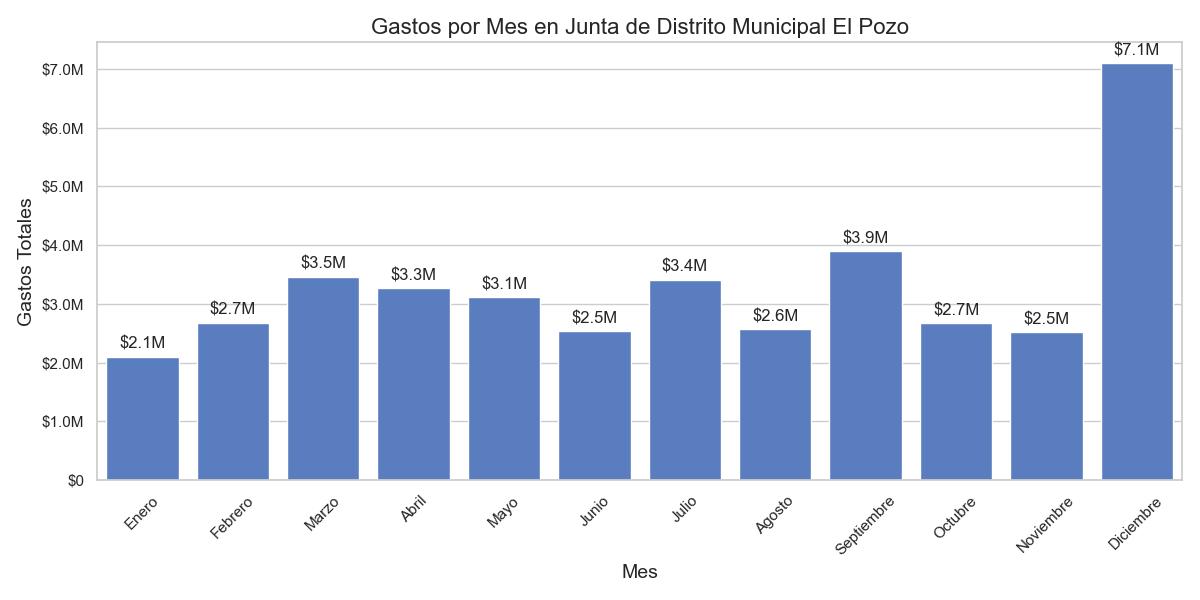 Gastos por Mes en Junta de Distrito Municipal El Pozo
Gastos Totales
$7.0M
$6.0M
$5.0M
$4.0M
$3.0M
$2.0M
$1.0M
$0
$2.1M
$2.7M
$3.5M
$3.3M
$3.1M
$2.5M
$3.4M
$2.6M
$3.9M
$2.7M
$2.5M
$7.1M
Enero
Febrero
Marzo
Abril
Mayo
Junio
Julio
Agosto
Septiembre
Octubre
Noviembre
Diciembre
Mes